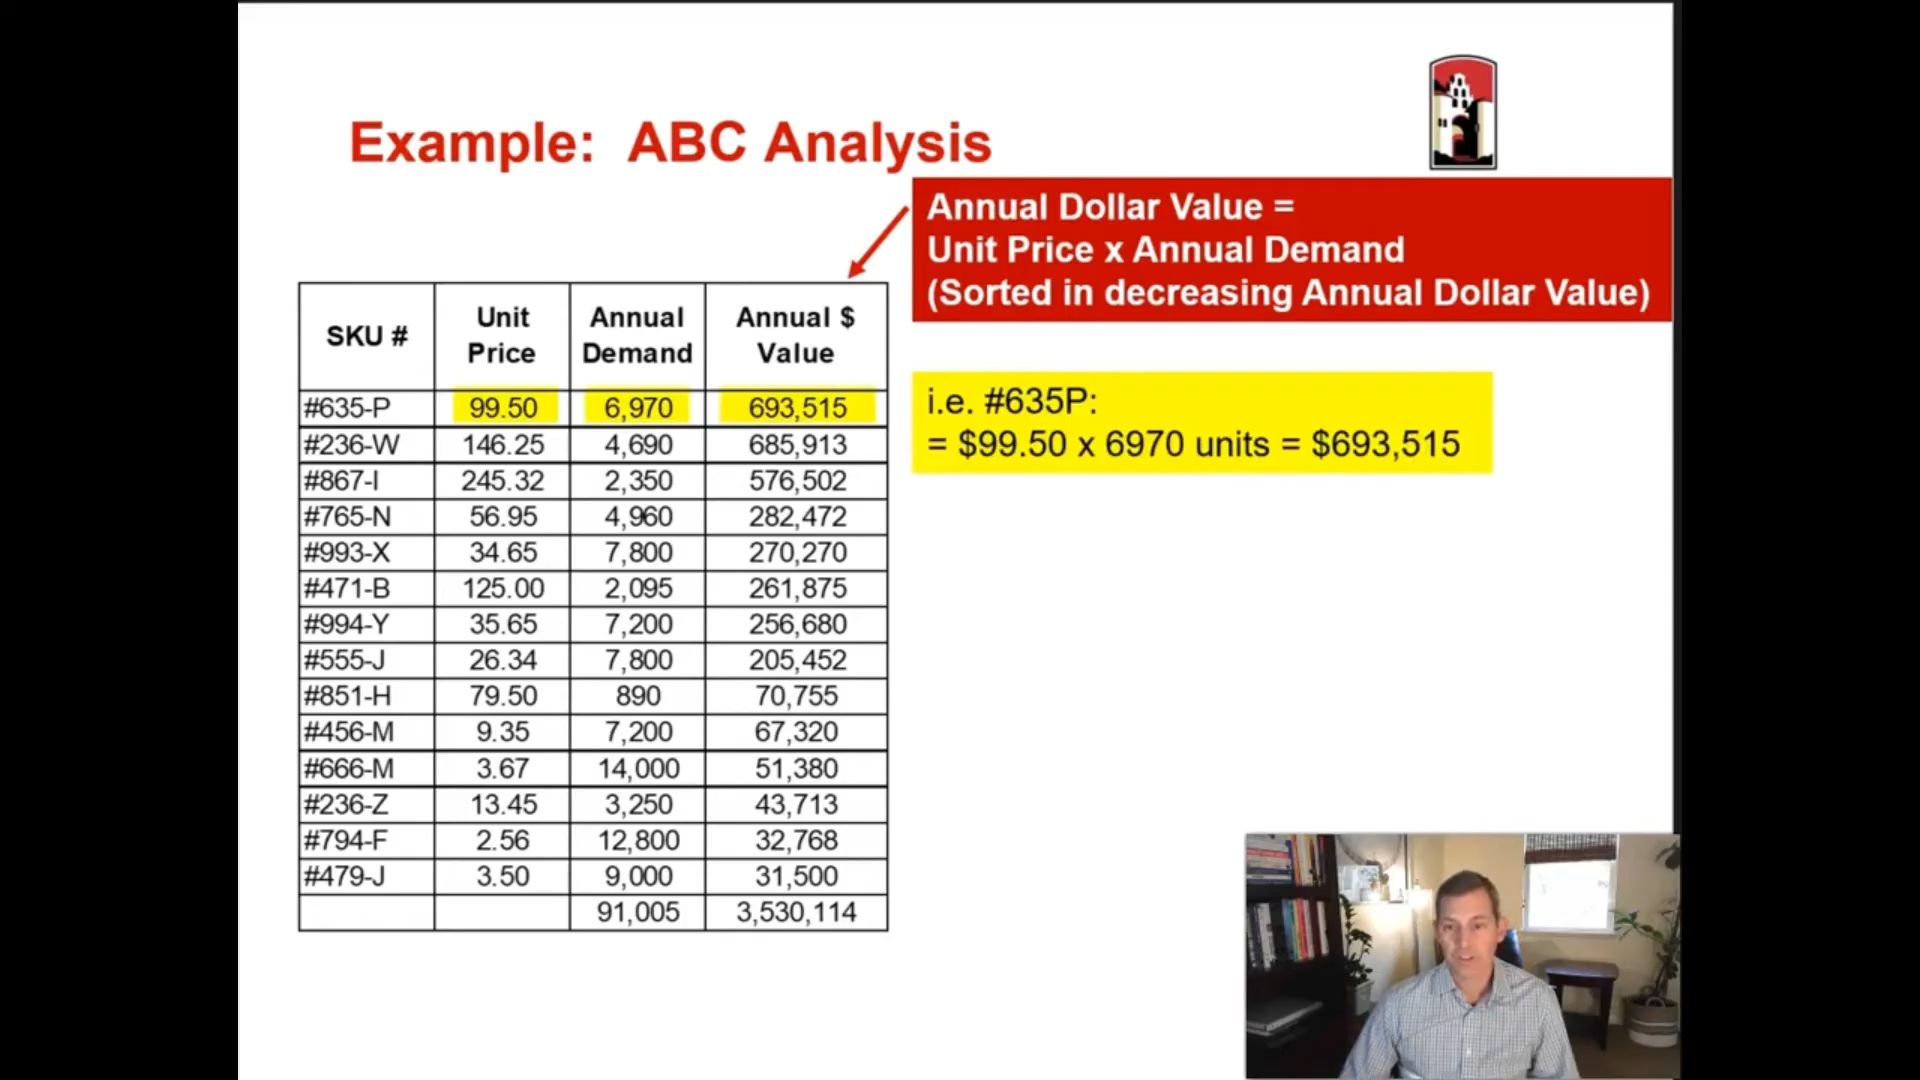 Example: ABC Analysis
Annual Dollar Value =
Unit Price x Annual Demand
(Sorted in decreasing Annual Dollar Value)
i.e. #635P:
= $99.50 x 6970 units = $693,515
SKU # Unit Price Annual Demand Annual $ Value
#635-P 99.50 6,970 693,515
#236-W 146.25 4,690 685,913
#867-I 245.32 2,350 576,502
#765-N 56.95 4,960 282,472
#993-X 34.65 7,800 270,270
#471-B 125.00 2,095 261,875
#994-Y 35.65 7,200 256,680
#555-J 26.34 7,800 205,452
#851-H 79.50 890 70,755
#456-M 9.35 7,200 67,320
#666-M 3.67 14,000 51,380
#236-Z 13.45 3,250 43,713
#794-F 2.56 12,800 32,768
#479-J 3.50 9,000 31,500
91,005 3,530,114